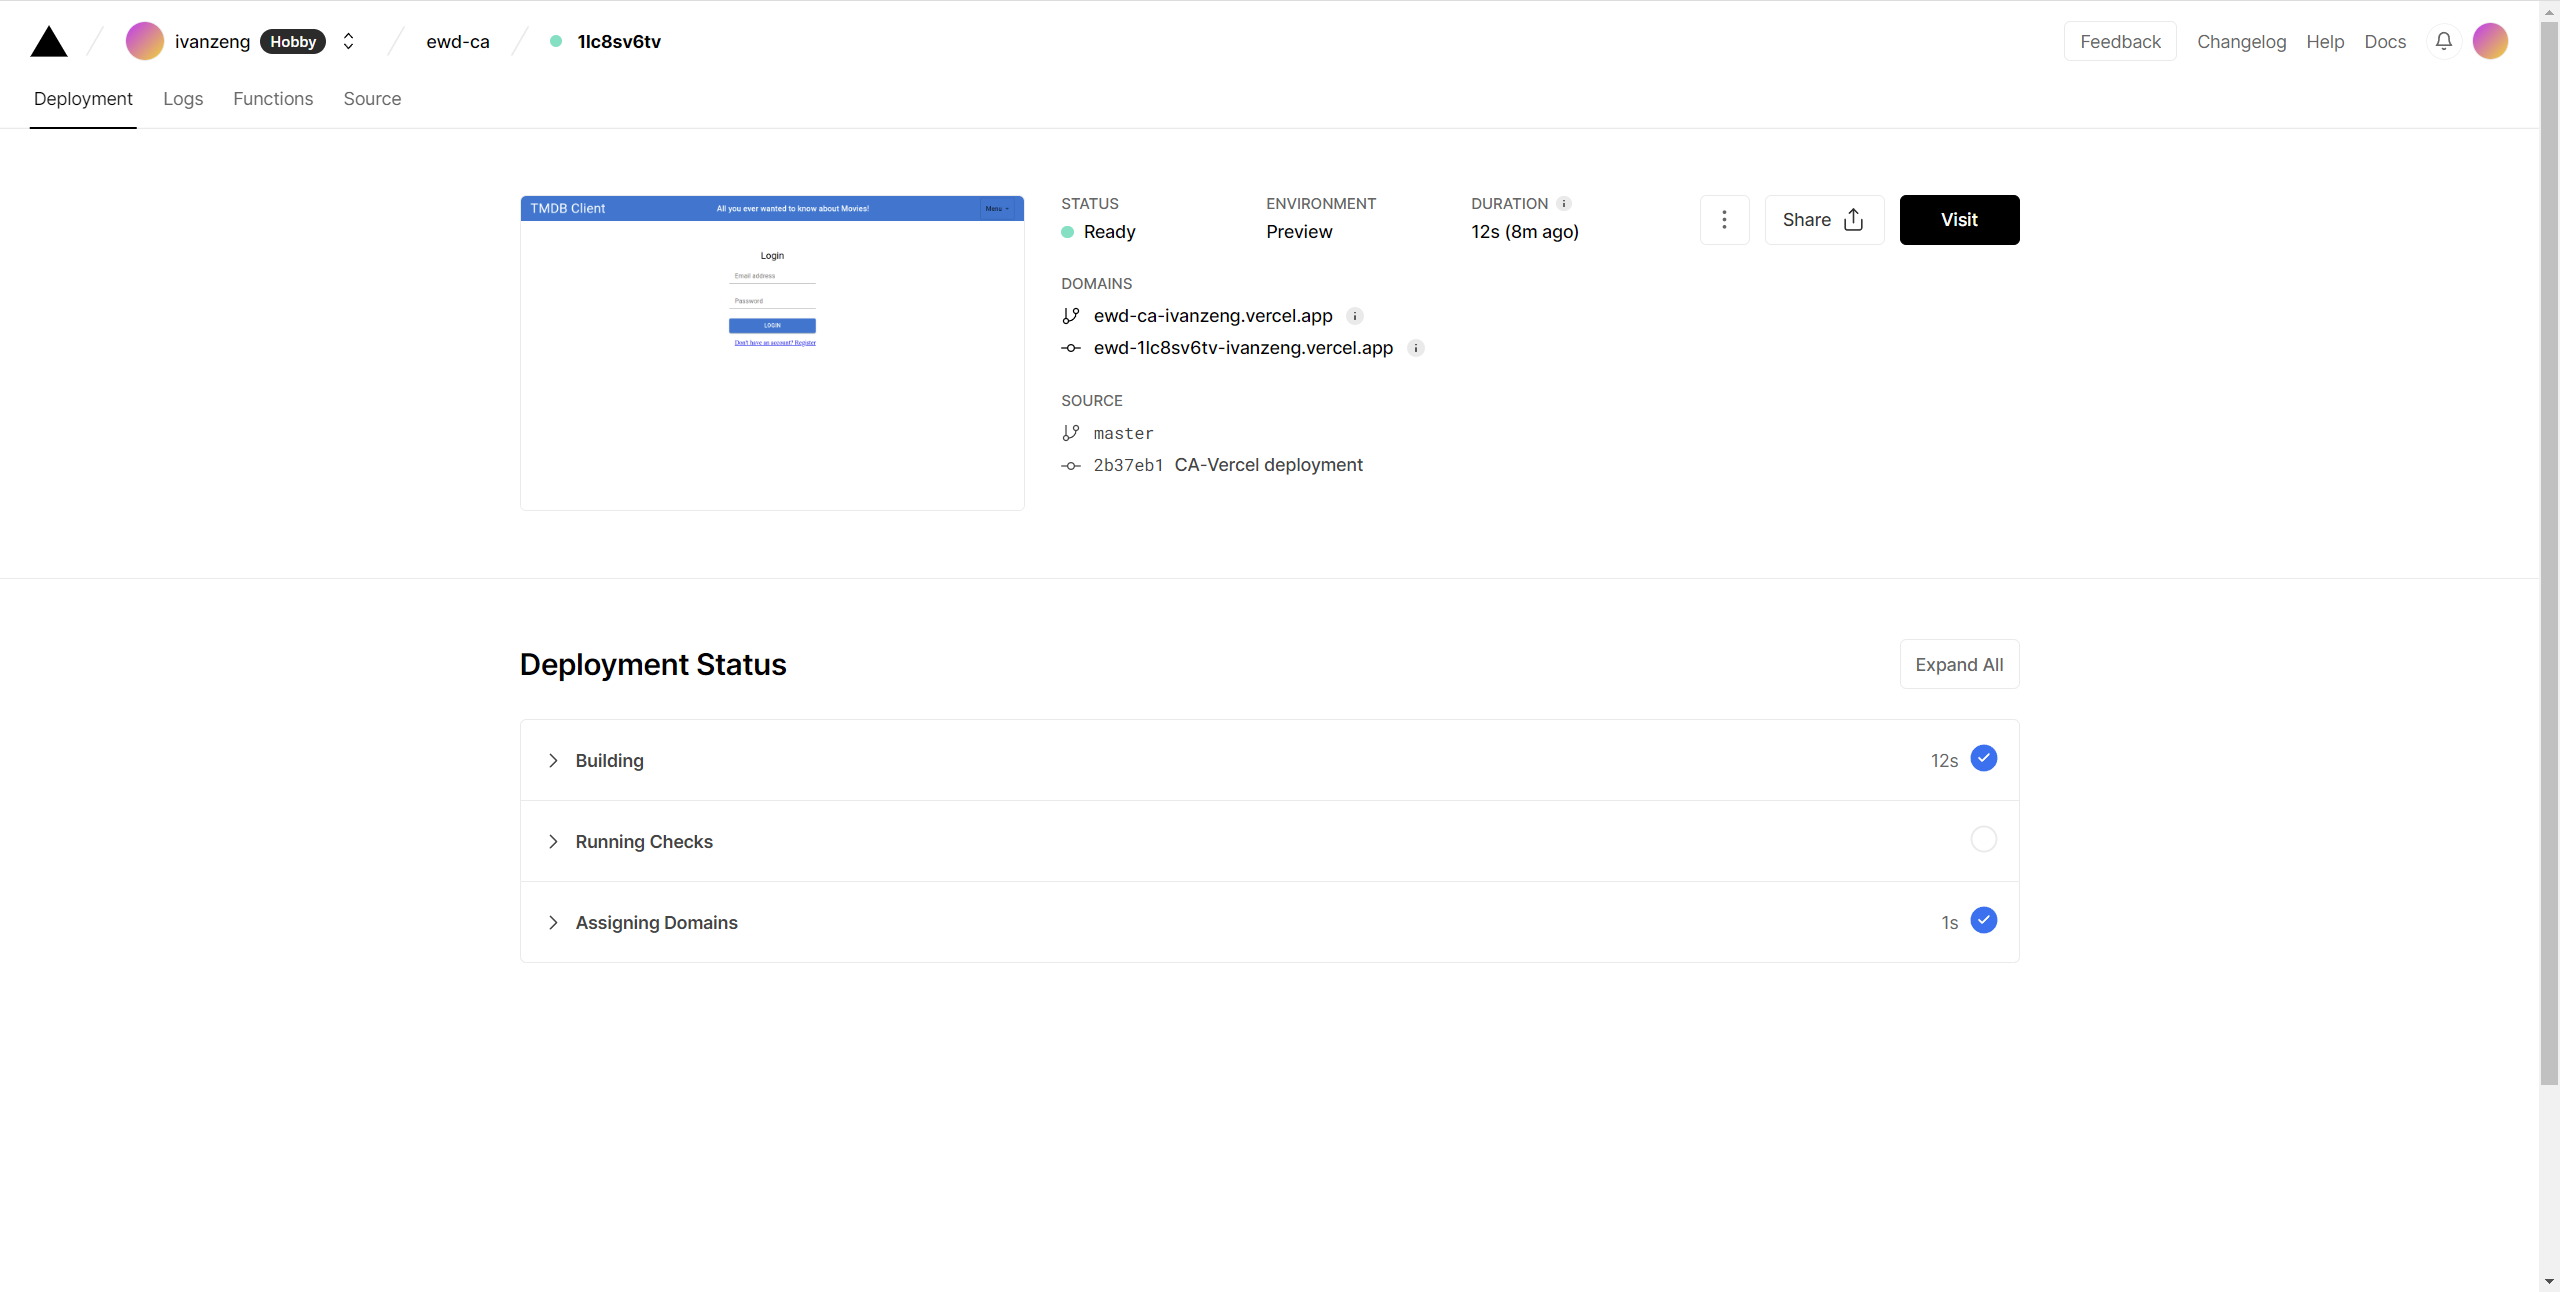 ivanzeng Hobby ewd-ca 1lc8sv6tv Feedback Changelog Help Docs
Deployment Logs Functions Source
TMDB Client All you ever wanted to know about Movies! Menu
Login
Email address
Password
LOGIN
Don't have an account? Register
STATUS ENVIRONMENT DURATION
Ready Preview 12s (8m ago)
Share Visit
DOMAINS
ewd-ca-ivanzeng.vercel.app
ewd-1lc8sv6tv-ivanzeng.vercel.app
SOURCE
master
2b37eb1 CA-Vercel deployment
Deployment Status Expand All
Building 12s
Running Checks
Assigning Domains 1s